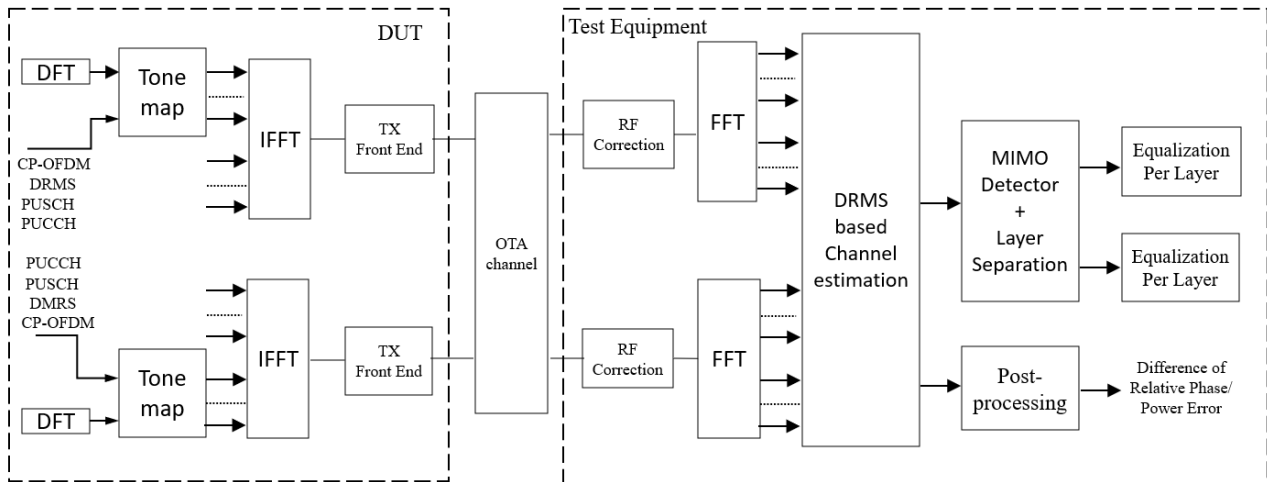 DUT
DFT
Tone
map
CP-OFDM
DRMS
PUSCH
PUCCH
IFFT
TX
Front End
PUCCH
PUSCH
DMRS
CP-OFDM
DFT
Tone
map
IFFT
TX
Front End
OTA
channel
Test Equipment
RF
Correction
FFT
RF
Correction
FFT
DRMS
based
Channel
estimation
MIMO
Detector
+
Layer
Separation
Equalization
Per Layer
Equalization
Per Layer
Post-
processing
Difference of
Relative Phase/
Power Error